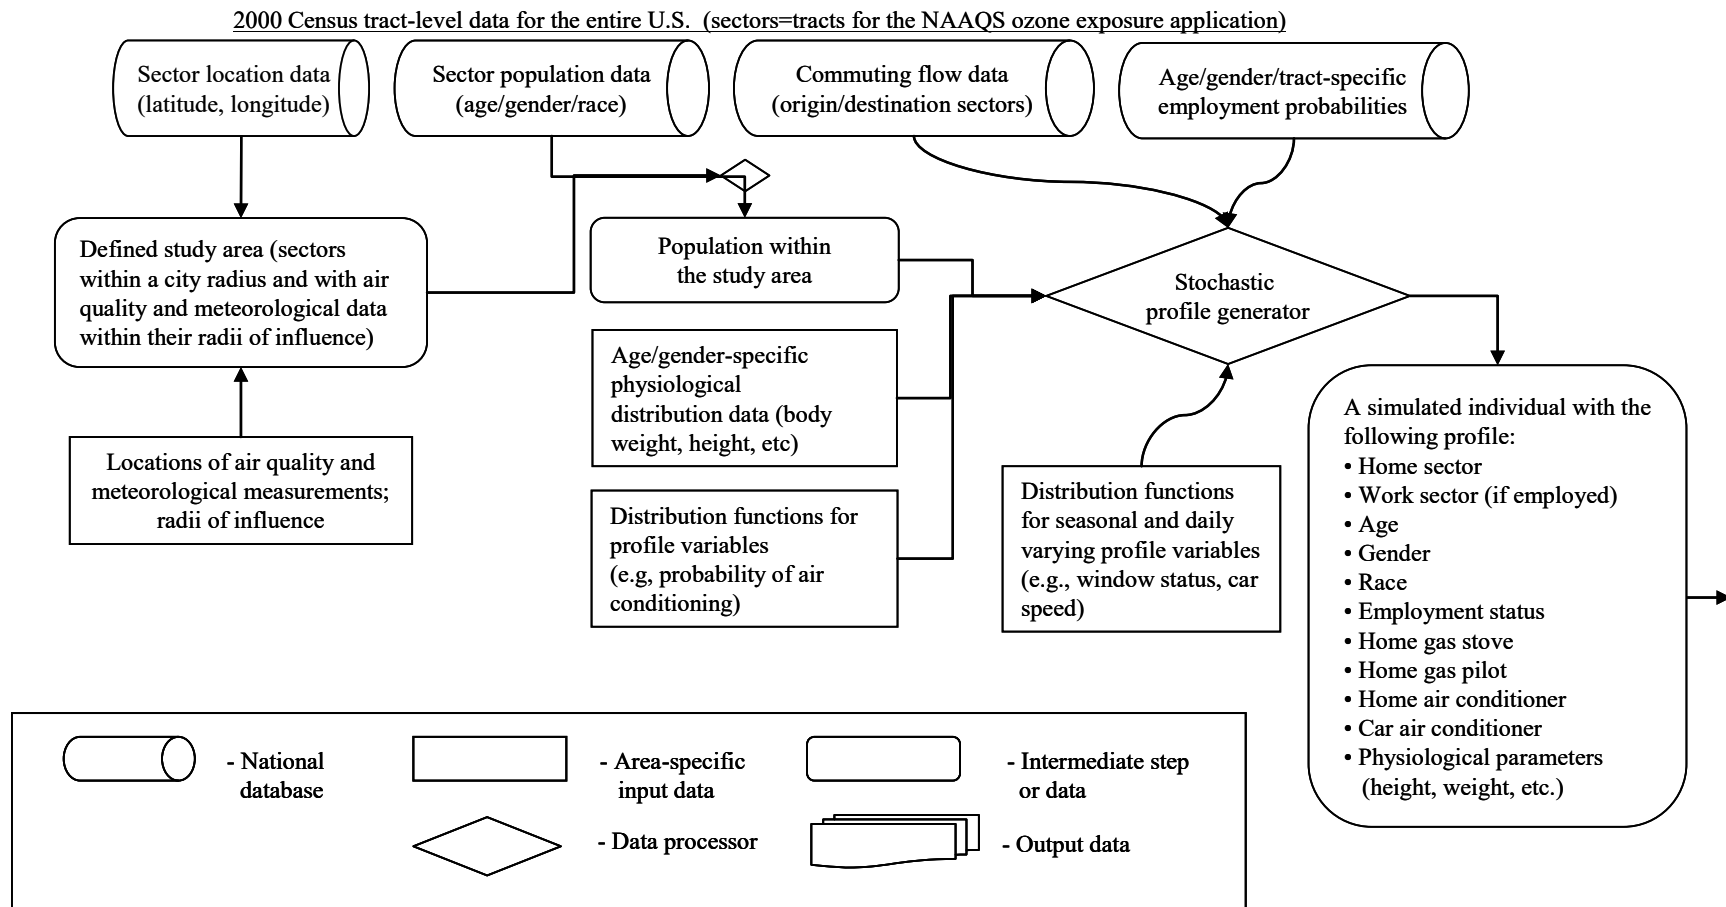 2000 Census tract-level data for the entire U.S. (sectors=tracts for the NAAQS ozone exposure application)
Sector location data
(latitude, longitude)
Sector population data
(age/gender/race)
Commuting flow data
(origin/destination sectors)
Age/gender/tract-specific
employment probabilities
Defined study area (sectors
within a city radius and with air
quality and meteorological data
within their radii of influence)
Population within
the study area
Stochastic
profile generator
Age/gender-specific
physiological
distribution data (body
weight, height, etc)
Locations of air quality and
meteorological measurements;
radii of influence
Distribution functions for
profile variables
(e.g, probability of air
conditioning)
Distribution functions
for seasonal and daily
varying profile variables
(e.g., window status, car
speed)
A simulated individual with the
following profile:
• Home sector
• Work sector (if employed)
• Age
• Gender
• Race
• Employment status
• Home gas stove
• Home gas pilot
• Home air conditioner
• Car air conditioner
• Physiological parameters
(height, weight, etc.)
- National
database
- Area-specific
input data
- Intermediate step
or data
- Data processor
- Output data